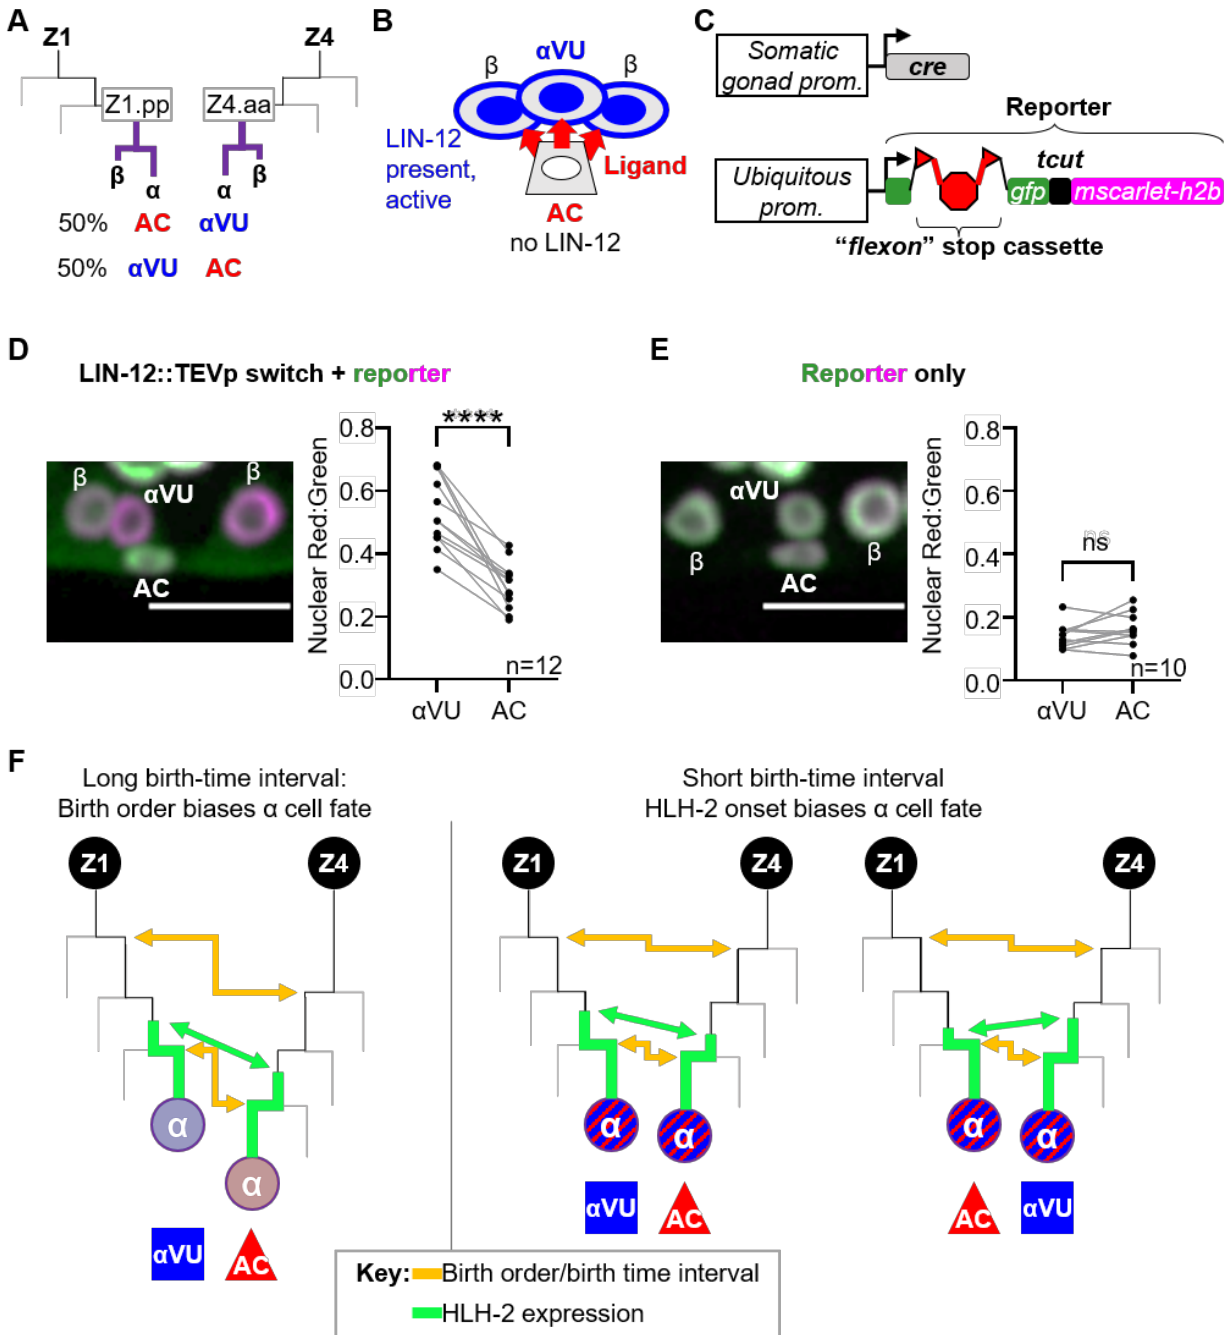 A
Z1
Z4
Z1.pp
Z4.aa
β
α
α
β
50% AC αVU
50% αVU AC
B
αVU
β
β
LIN-12
present,
active
Ligand
AC
no LIN-12
C
Somatic
gonad prom.
cre
Reporter
Ubiquitous
prom.
tcut
gfp
mscarlet-h2b
“flexon” stop cassette
D
LIN-12::TEVp switch + reporter
β
αVU
β
AC
Nuclear Red:Green
0.8
0.6
0.4
0.2
0.0
****
n=12
αVU
AC
E
Reporter only
αVU
β
β
AC
Nuclear Red:Green
0.8
0.6
0.4
0.2
0.0
ns
n=10
αVU
AC
F
Long birth-time interval:
Birth order biases α cell fate
Short birth-time interval
HLH-2 onset biases α cell fate
Z1
Z4
α
α
αVU
AC
Z1
Z4
α
α
αVU
AC
Z1
Z4
α
α
AC
αVU
Key: Birth order/birth time interval
HLH-2 expression